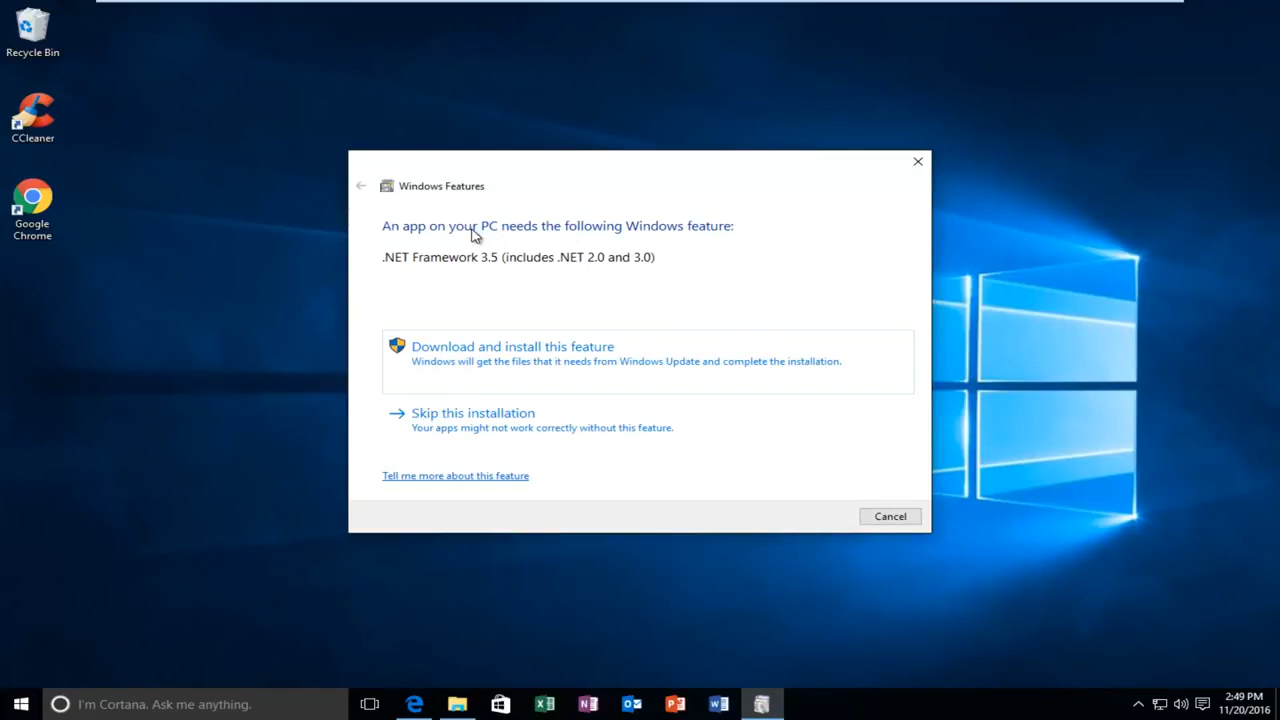 Recycle Bin
CCleaner
Google
Chrome
Windows Features
An app on your PC needs the following Windows feature:
.NET Framework 3.5 (includes .NET 2.0 and 3.0)
Download and install this feature
Windows will get the files that it needs from Windows Update and complete the installation.
Skip this installation
Your apps might not work correctly without this feature.
Tell me more about this feature
Cancel
I'm Cortana. Ask me anything.
2:49 PM
11/20/2016